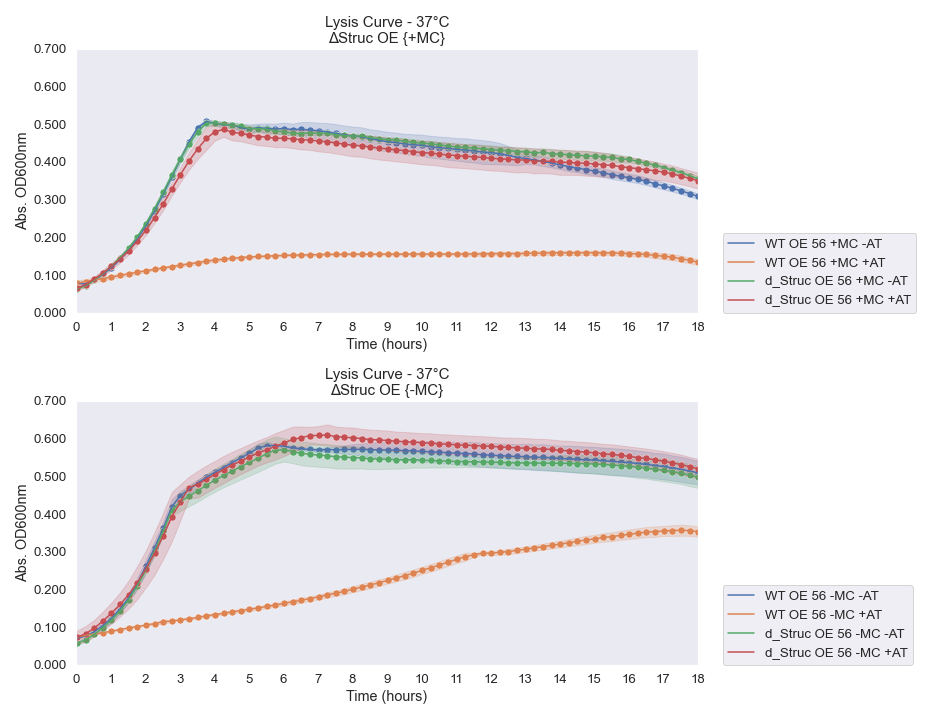 Lysis Curve - 37°C
ΔStruc OE {+MC}
0.700
0.600
0.500
0.400
0.300
0.200
0.100
0.000
Abs. OD600nm
0 1 2 3 4 5 6 7 8 9 10 11 12 13 14 15 16 17 18
Time (hours)
WT OE 56 +MC -AT
WT OE 56 +MC +AT
d_Struc OE 56 +MC -AT
d_Struc OE 56 +MC +AT
Lysis Curve - 37°C
ΔStruc OE {-MC}
0.700
0.600
0.500
0.400
0.300
0.200
0.100
0.000
Abs. OD600nm
0 1 2 3 4 5 6 7 8 9 10 11 12 13 14 15 16 17 18
Time (hours)
WT OE 56 -MC -AT
WT OE 56 -MC +AT
d_Struc OE 56 -MC -AT
d_Struc OE 56 -MC +AT